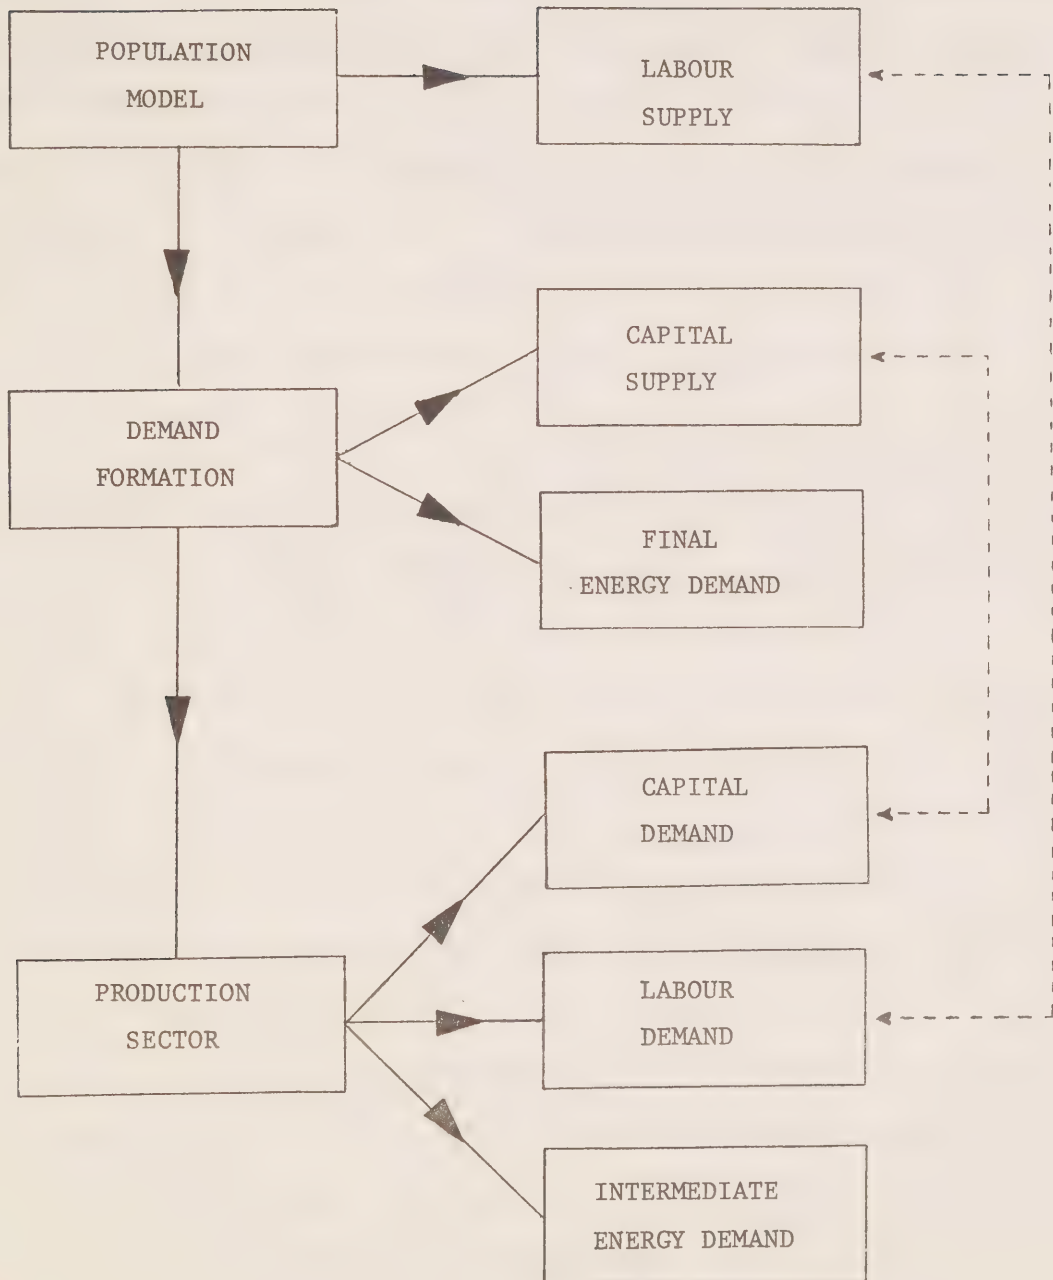 POPULATION
MODEL
LABOUR
SUPPLY
CAPITAL
SUPPLY
DEMAND
FORMATION
FINAL
ENERGY DEMAND
CAPITAL
DEMAND
PRODUCTION
SECTOR
LABOUR
DEMAND
INTERMEDIATE
ENERGY DEMAND